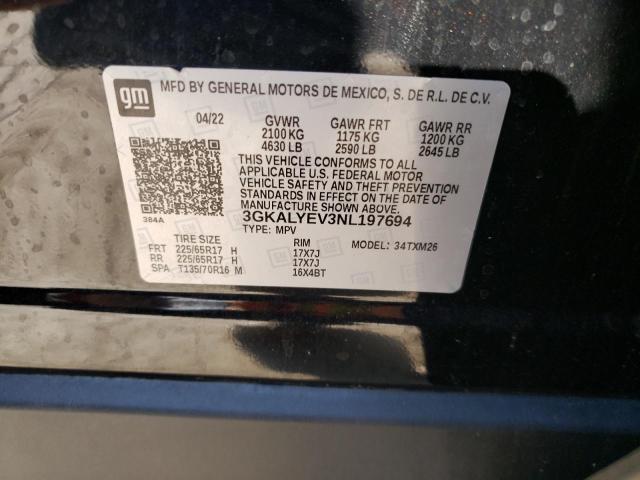 gm
MFD BY GENERAL MOTORS DE MEXICO, S. DE R.L. DE C.V.
04/22 GVWR GAWR FRT GAWR RR
2100 KG 1175 KG 1200 KG
4630 LB 2590 LB 2645 LB
THIS VEHICLE CONFORMS TO ALL
APPLICABLE U.S. FEDERAL MOTOR
VEHICLE SAFETY AND THEFT PREVENTION
STANDARDS IN EFFECT ON THE DATE OF
MANUFACTURE SHOWN ABOVE.
384A 3GKALYEV3NL197694
TYPE: MPV
TIRE SIZE RIM MODEL: 34TXM26
FRT 225/65R17 H 17X7J
RR 225/65R17 H 17X7J
SPA T135/70R16 M 16X4BT